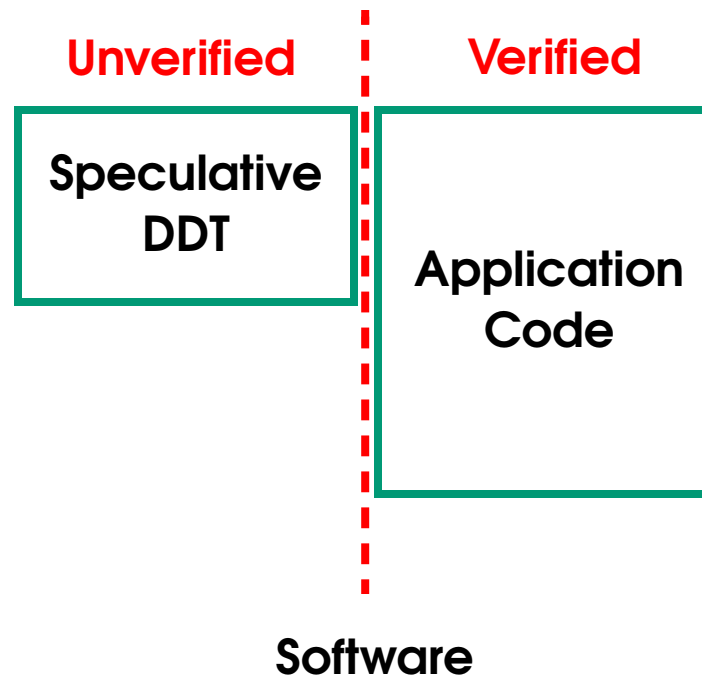 Unverified
Verified
Speculative
DDT
Application
Code
Software